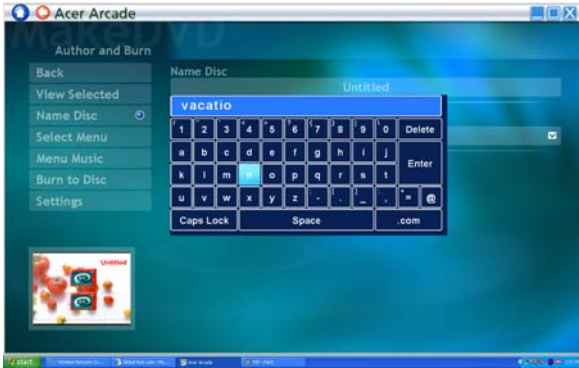 Acer Arcade
MakeDVD
Author and Burn
Back
View Selected
Name Disc
Select Menu
Menu Music
Burn to Disc
Settings
Name Disc
Untitled
vacatio
1 2 3 4 5 6 7 8 9 0 Delete
a b c d e f g h i j
Enter
k l m n o p q r s t
u v w x y z - . _ , = @
Caps Lock Space .com
Untitled
start
Acer Arcade